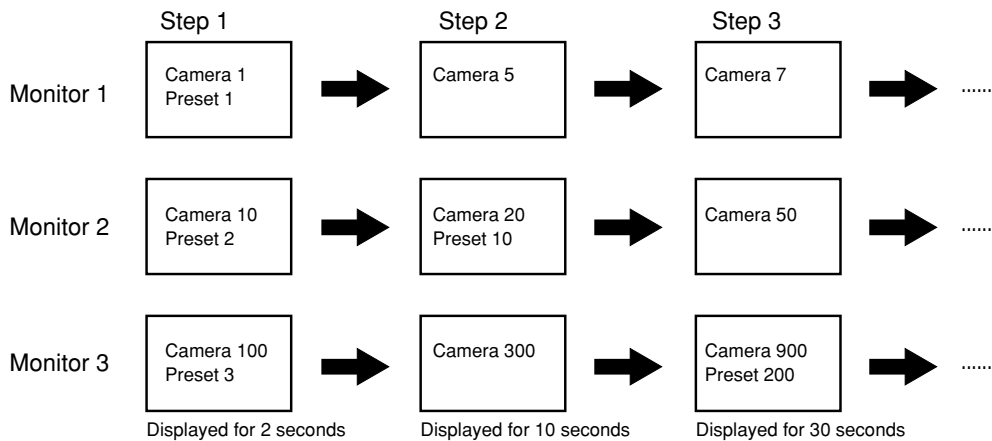 Step 1 Step 2 Step 3
Monitor 1
Camera 1
Preset 1
Camera 5
Camera 7
......
Monitor 2
Camera 10
Preset 2
Camera 20
Preset 10
Camera 50
......
Monitor 3
Camera 100
Preset 3
Camera 300
Camera 900
Preset 200
......
Displayed for 2 seconds Displayed for 10 seconds Displayed for 30 seconds